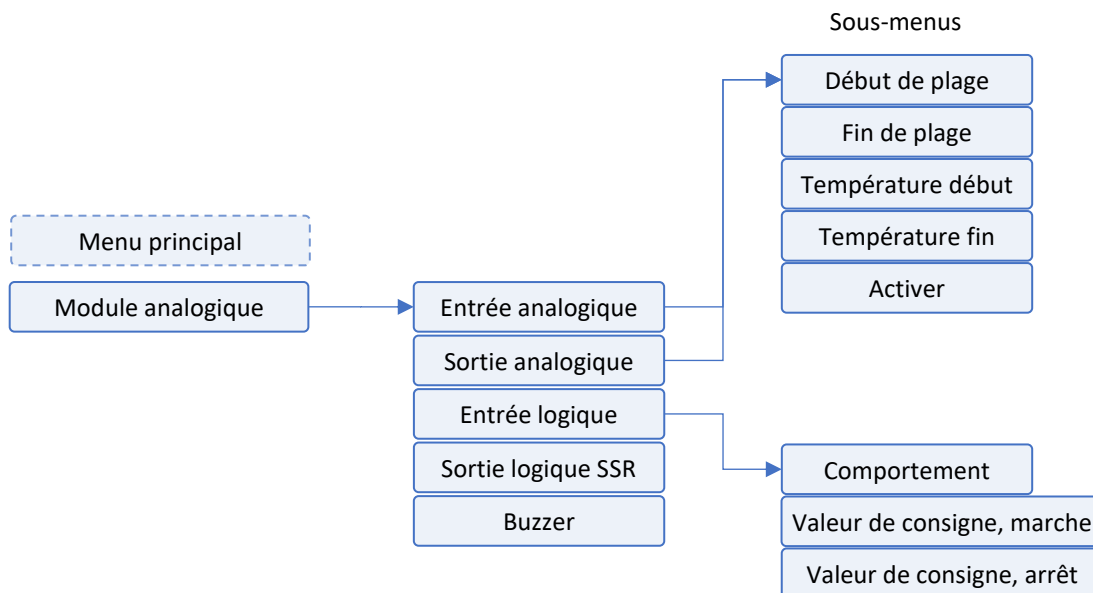 Sous-menus
Début de plage
Fin de plage
Température début
Température fin
Activer
Menu principal
Module analogique
Entrée analogique
Sortie analogique
Entrée logique
Sortie logique SSR
Buzzer
Comportement
Valeur de consigne, marche
Valeur de consigne, arrêt